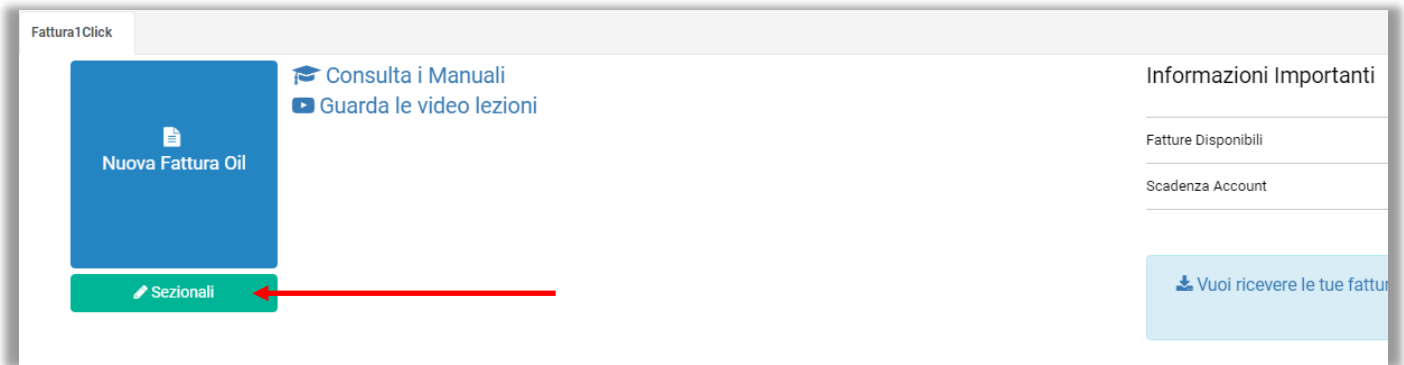 Fattura1Click
Nuova Fattura Oil
Sezionali
Consulta i Manuali
Guarda le video lezioni
Informazioni Importanti
Fatture Disponibili
Scadenza Account
Vuoi ricevere le tue